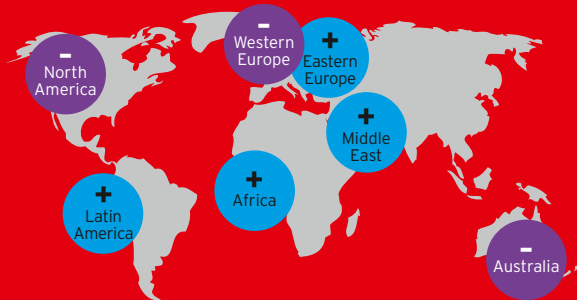 -
North
America
-
Western
Europe
+
Eastern
Europe
+
Middle
East
+
Africa
+
Latin
America
-
Australia